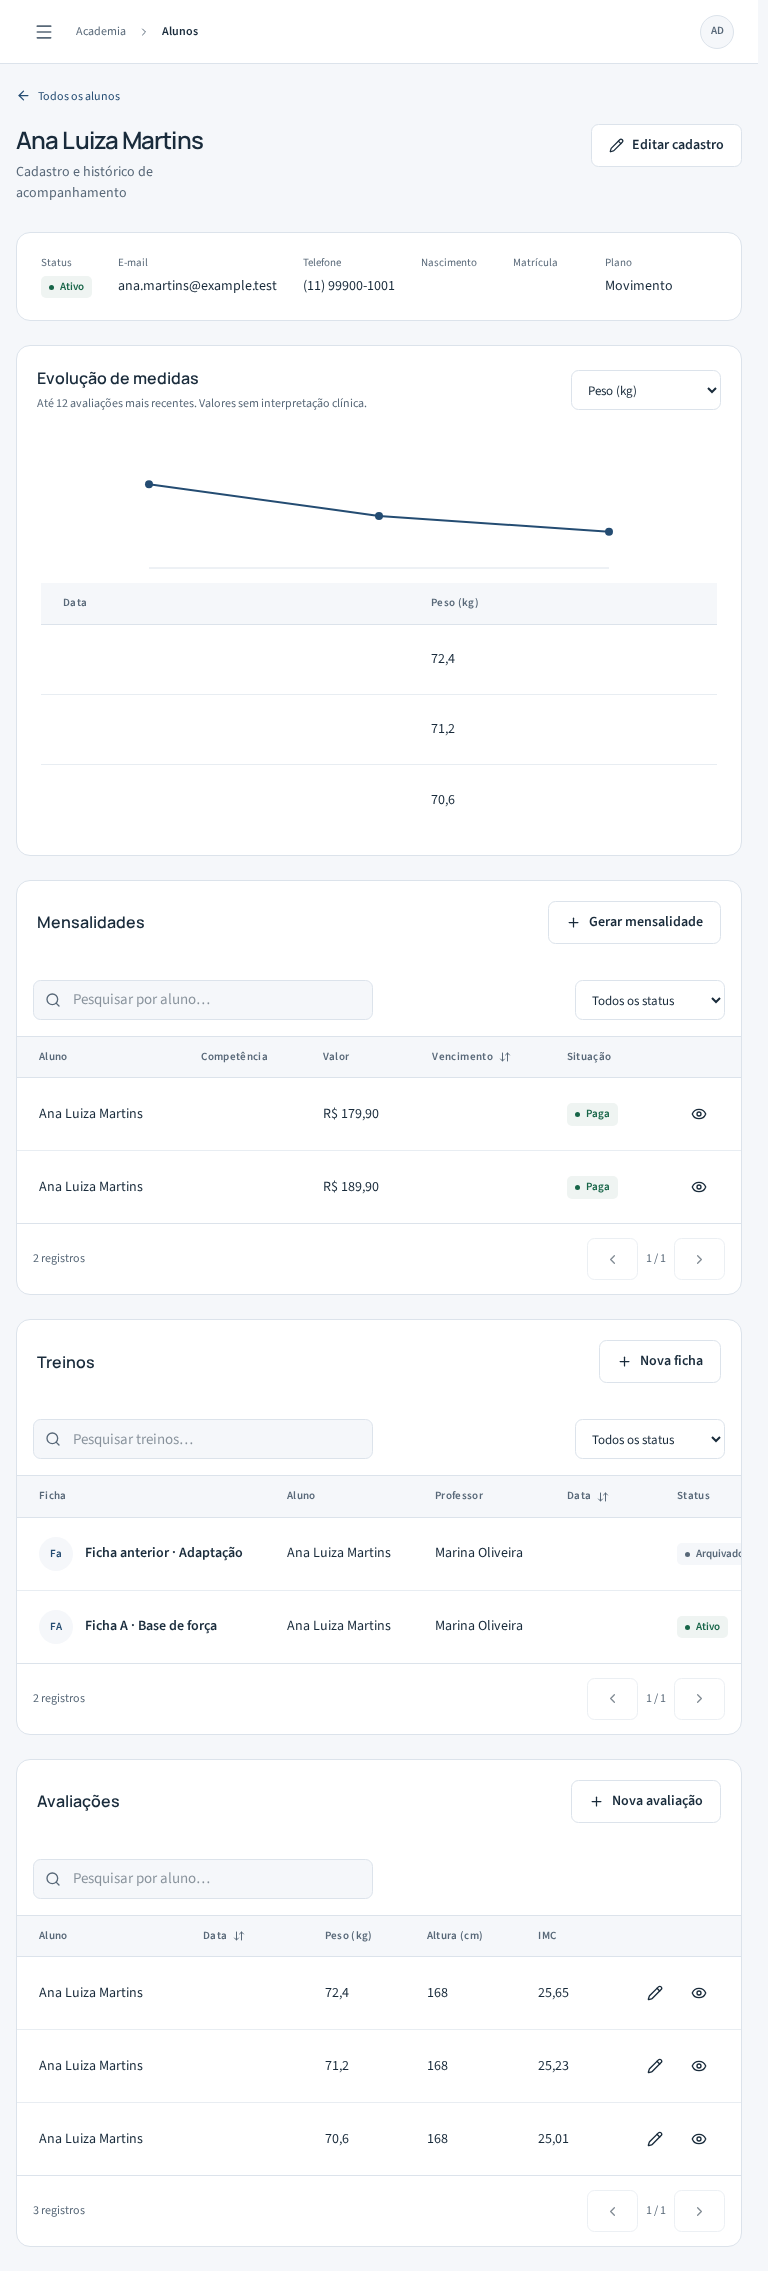 Academia > Alunos AD
Todos os alunos
Ana Luiza Martins
Editar cadastro
Cadastro e histórico de
acompanhamento
Status E-mail Telefone Nascimento Matrícula Plano
Ativo ana.martins@example.test (11) 99900-1001 Movimento
Evolução de medidas
Peso (kg)
Até 12 avaliações mais recentes. Valores sem interpretação clínica.
Data Peso (kg)
72,4
71,2
70,6
Mensalidades
Gerar mensalidade
Pesquisar por aluno… Todos os status
Aluno Competência Valor Vencimento Situação
Ana Luiza Martins R$ 179,90 Paga
Ana Luiza Martins R$ 189,90 Paga
2 registros 1 / 1
Treinos
Nova ficha
Pesquisar treinos… Todos os status
Ficha Aluno Professor Data Status
Fa Ficha anterior · Adaptação Ana Luiza Martins Marina Oliveira Arquivado
FA Ficha A · Base de força Ana Luiza Martins Marina Oliveira Ativo
2 registros 1 / 1
Avaliações
Nova avaliação
Pesquisar por aluno…
Aluno Data Peso (kg) Altura (cm) IMC
Ana Luiza Martins 72,4 168 25,65
Ana Luiza Martins 71,2 168 25,23
Ana Luiza Martins 70,6 168 25,01
3 registros 1 / 1